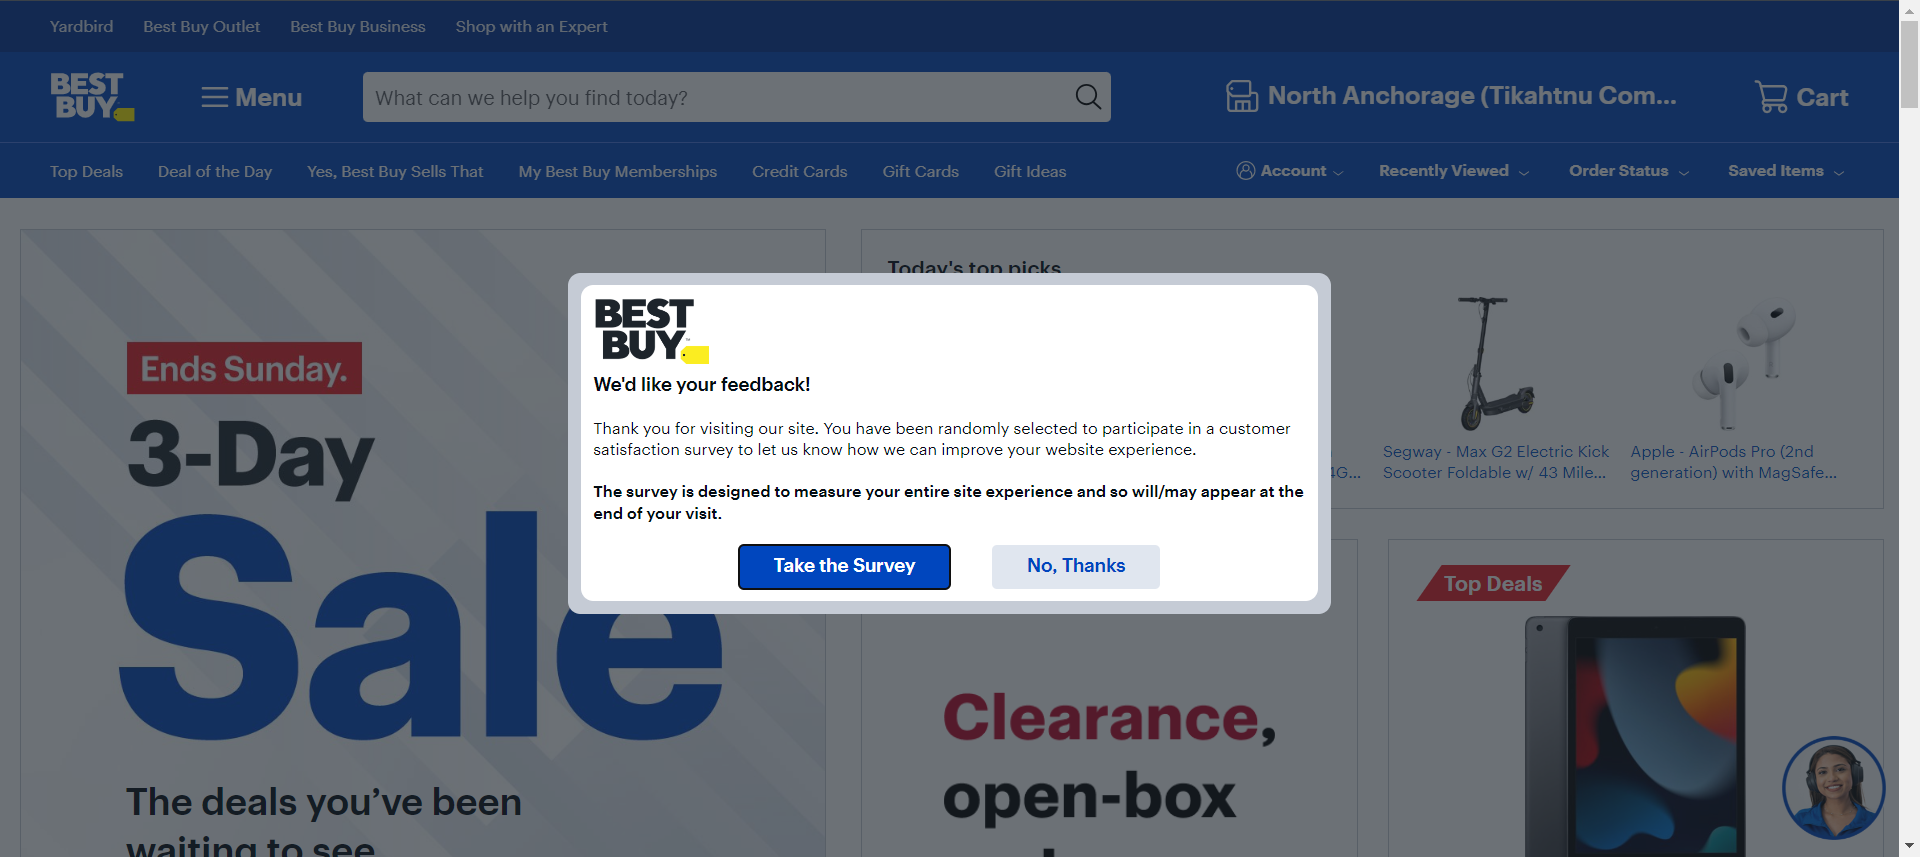 Yardbird Best Buy Outlet Best Buy Business Shop with an Expert
BEST
BUY
Menu
What can we help you find today?
North Anchorage (Tikahtnu Com...
Cart
Top Deals Deal of the Day Yes, Best Buy Sells That My Best Buy Memberships Credit Cards Gift Cards Gift Ideas
Account Recently Viewed Order Status Saved Items
Ends Sunday.
3-Day
Sale
The deals you’ve been
waiting to see
Today's top picks
4G...
Segway - Max G2 Electric Kick
Scooter Foldable w/ 43 Mile...
Apple - AirPods Pro (2nd
generation) with MagSafe...
BEST
BUY™
We'd like your feedback!
Thank you for visiting our site. You have been randomly selected to participate in a customer
satisfaction survey to let us know how we can improve your website experience.
The survey is designed to measure your entire site experience and so will/may appear at the
end of your visit.
Take the Survey
No, Thanks
Clearance,
open-box
Top Deals